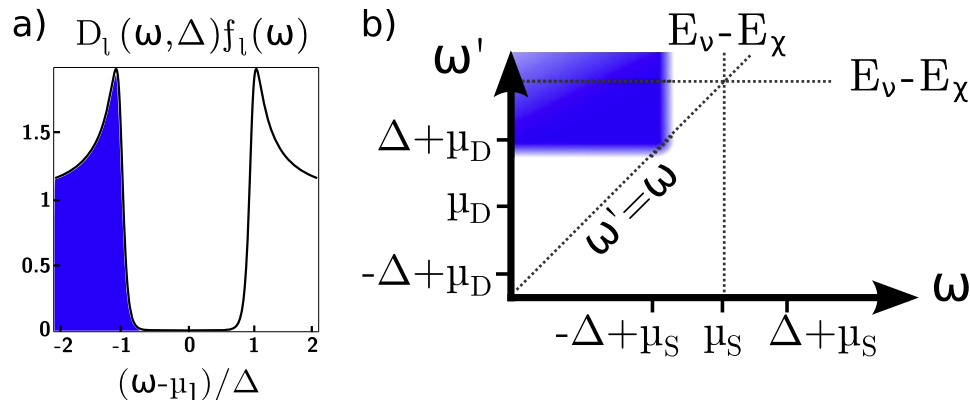 a)
D_l (ω,Δ)f_l(ω)
1.5
1
0.5
0
-2 -1 0 1 2
(ω-μ_l)/Δ
b)
ω'
E_ν-E_χ
E_ν-E_χ
Δ+μ_D
μ_D
-Δ+μ_D
ω'=ω
ω
-Δ+μ_S μ_S Δ+μ_S